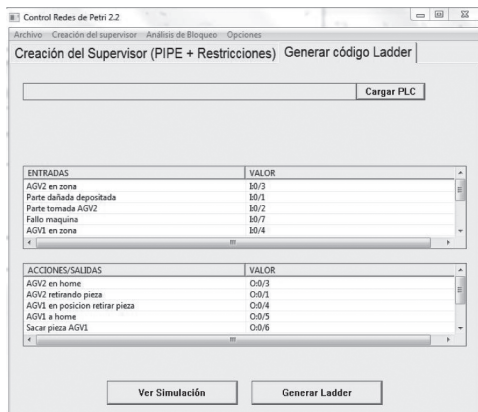 Control Redes de Petri 2.2
Archivo Creación del supervisor Análisis de Bloqueo Opciones
Creación del Supervisor (PIPE + Restricciones) Generar código Ladder
Cargar PLC
ENTRADAS VALOR
AGV2 en zona I:0/3
Parte dañada depositada I:0/1
Parte tomada AGV2 I:0/2
Fallo maquina I:0/7
AGV1 en zona I:0/4
ACCIONES/SALIDAS VALOR
AGV2 en home O:0/3
AGV2 retirando pieza O:0/1
AGV1 en posicion retirar pieza O:0/4
AGV1 a home O:0/5
Sacar pieza AGV1 O:0/6
Ver Simulación Generar Ladder